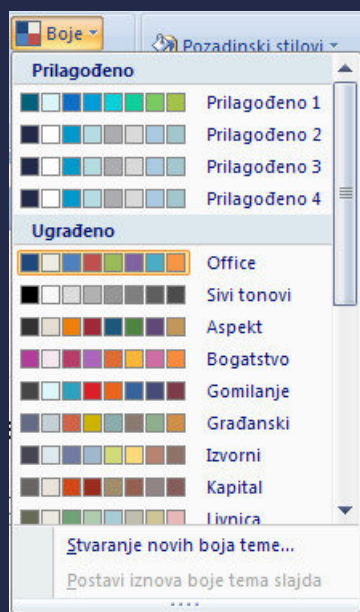 Boje
Pozadinski stilovi
Prilagođeno
Prilagođeno 1
Prilagođeno 2
Prilagođeno 3
Prilagođeno 4
Ugrađeno
Office
Sivi tonovi
Aspekt
Bogatstvo
Gomilanje
Građanski
Izvorni
Kapital
Livnica
Stvaranje novih boja teme...
Postavi iznova boje tema slajda